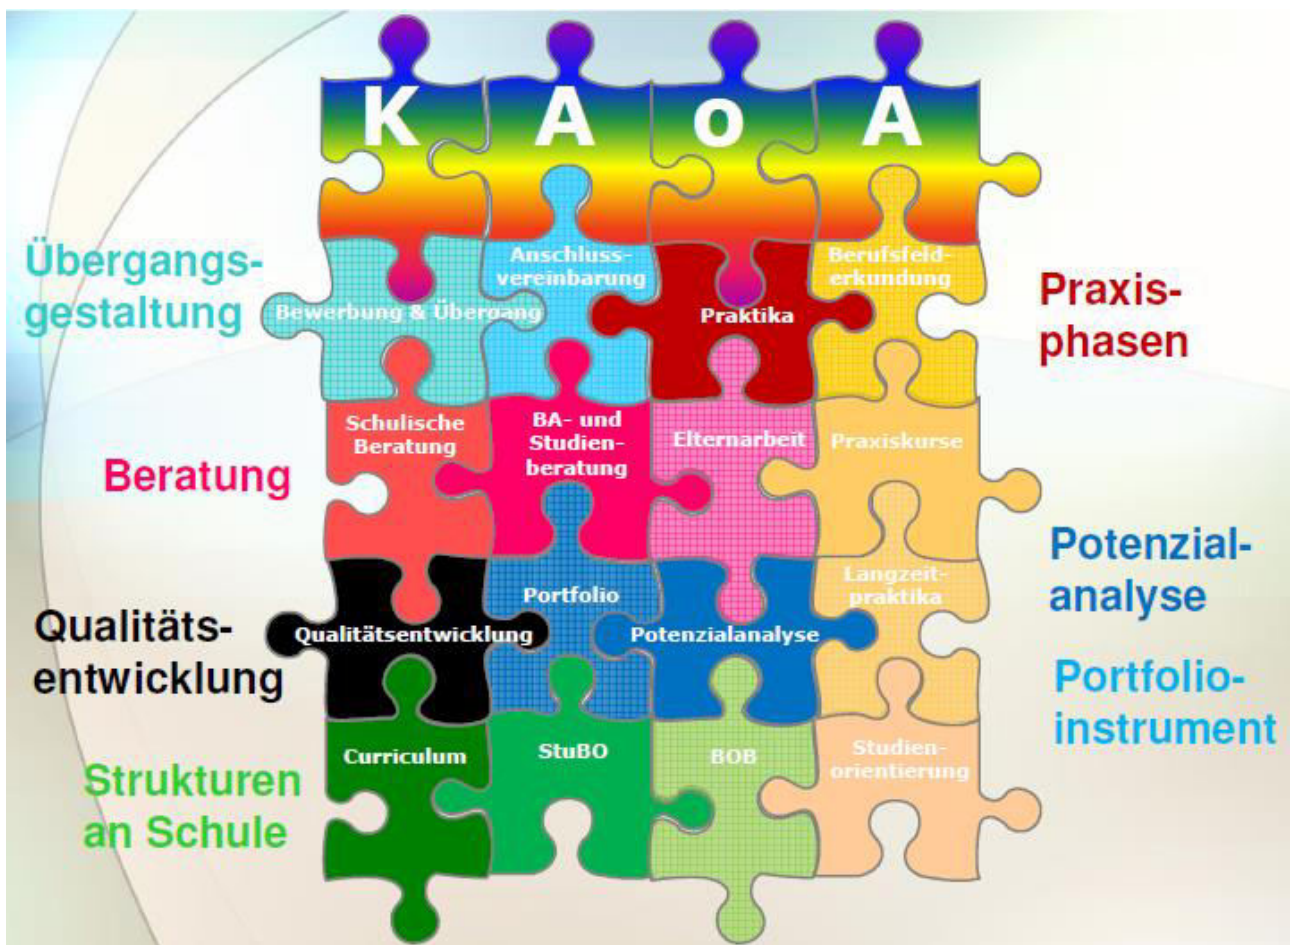 K A o A
Übergangs-
gestaltung
Anschluss-
vereinbarung
Bewerbung & Übergang
Praktika
Berufsfeld-
erkundung
Praxis-
phasen
Beratung
Schulische
Beratung
BA- und
Studien-
beratung
Elternarbeit
Praxiskurse
Potenzial-
analyse
Qualitäts-
entwicklung
Qualitätsentwicklung
Portfolio
Potenzialanalyse
Langzeit-
praktika
Portfolio-
instrument
Strukturen
an Schule
Curriculum
StuBO
BOB
Studien-
orientierung